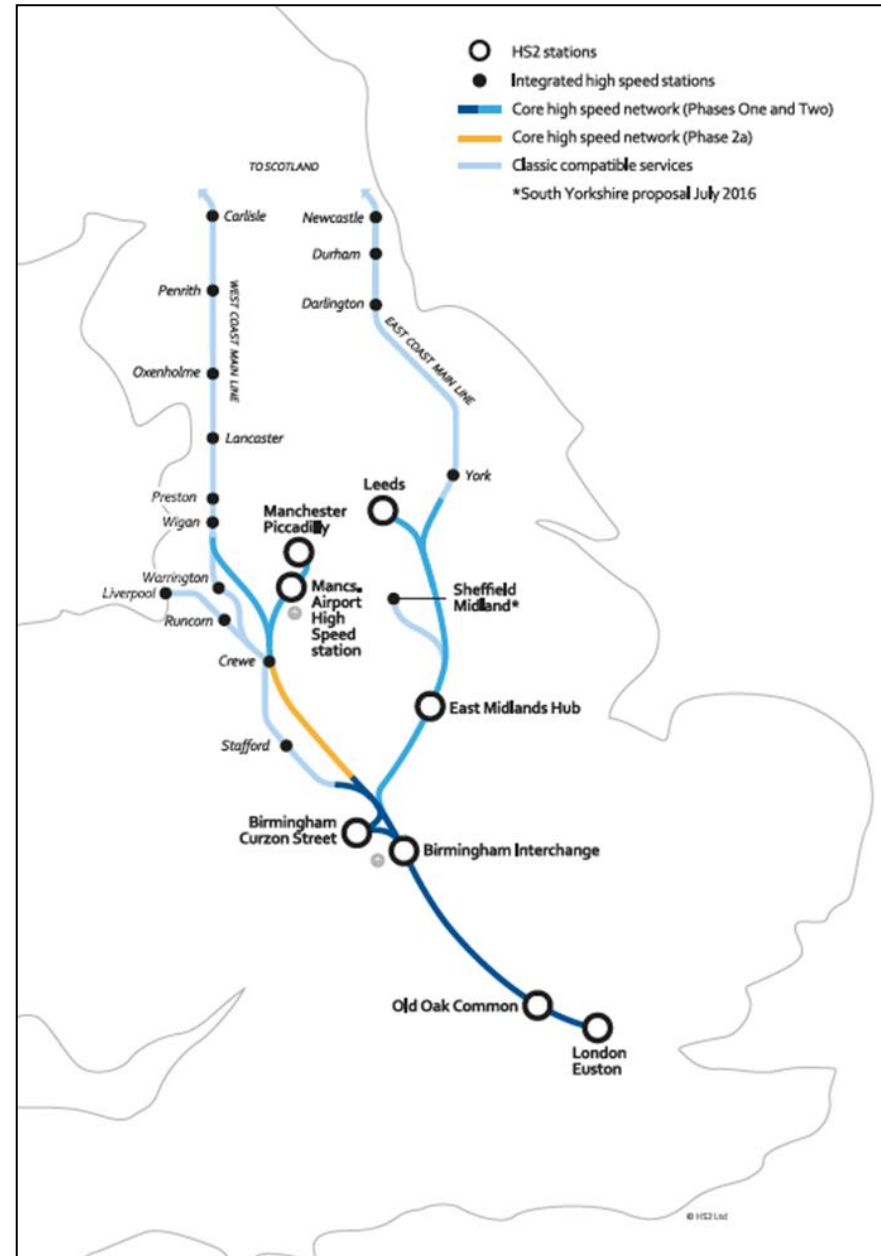 HS2 stations
Integrated high speed stations
Core high speed network (Phases One and Two)
Core high speed network (Phase 2a)
Classic compatible services
*South Yorkshire proposal July 2016
TO SCOTLAND
Carlisle
Newcastle
Durham
Penrith
WEST COAST MAIN LINE
Darlington
EAST COAST MAIN LINE
Oxenholme
Lancaster
York
Leeds
Preston
Manchester
Piccadilly
Wigan
Warrington
Liverpool
Mancs.
Airport
High
Speed
station
Sheffield
Midland*
Runcorn
Crewe
East Midlands Hub
Stafford
Birmingham
Curzon Street
Birmingham Interchange
Old Oak Common
London
Euston
© HS2 Ltd